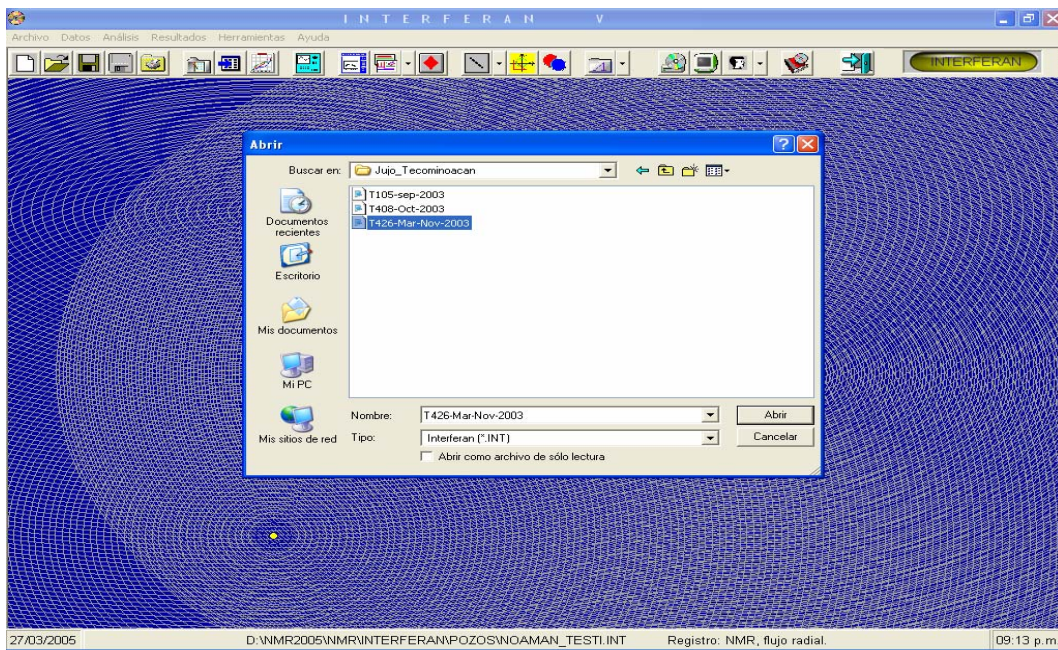 INTERFERAN V
Archivo Datos Análisis Resultados Herramientas Ayuda
INTERFERAN
Abrir
Buscar en: Jujo_Tecominoacan
T105-sep-2003
T408-Oct-2003
T426-Mar-Nov-2003
Documentos recientes
Escritorio
Mis documentos
Mi PC
Mis sitios de red
Nombre: T426-Mar-Nov-2003 Abrir
Tipo: Interferan (*.INT) Cancelar
Abrir como archivo de sólo lectura
27/03/2005 D:\NMR2005\NMR\INTERFERAN\POZOS\NOAMAN_TESTI.INT Registro: NMR, flujo radial. 09:13 p.m.